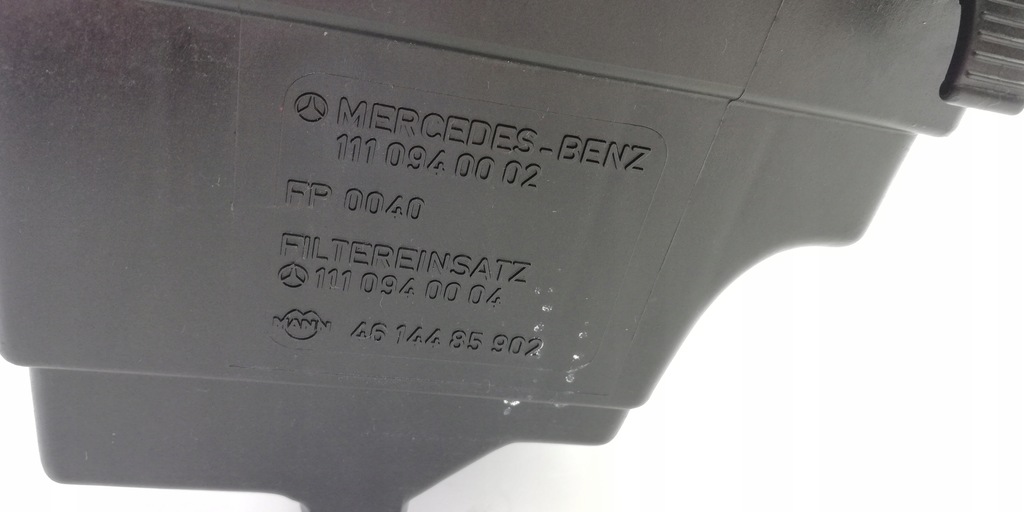 MERCEDES-BENZ
111 094 00 02
FP 0040
FILTEREINSATZ
111 094 00 04
MANN 46 144 85 902